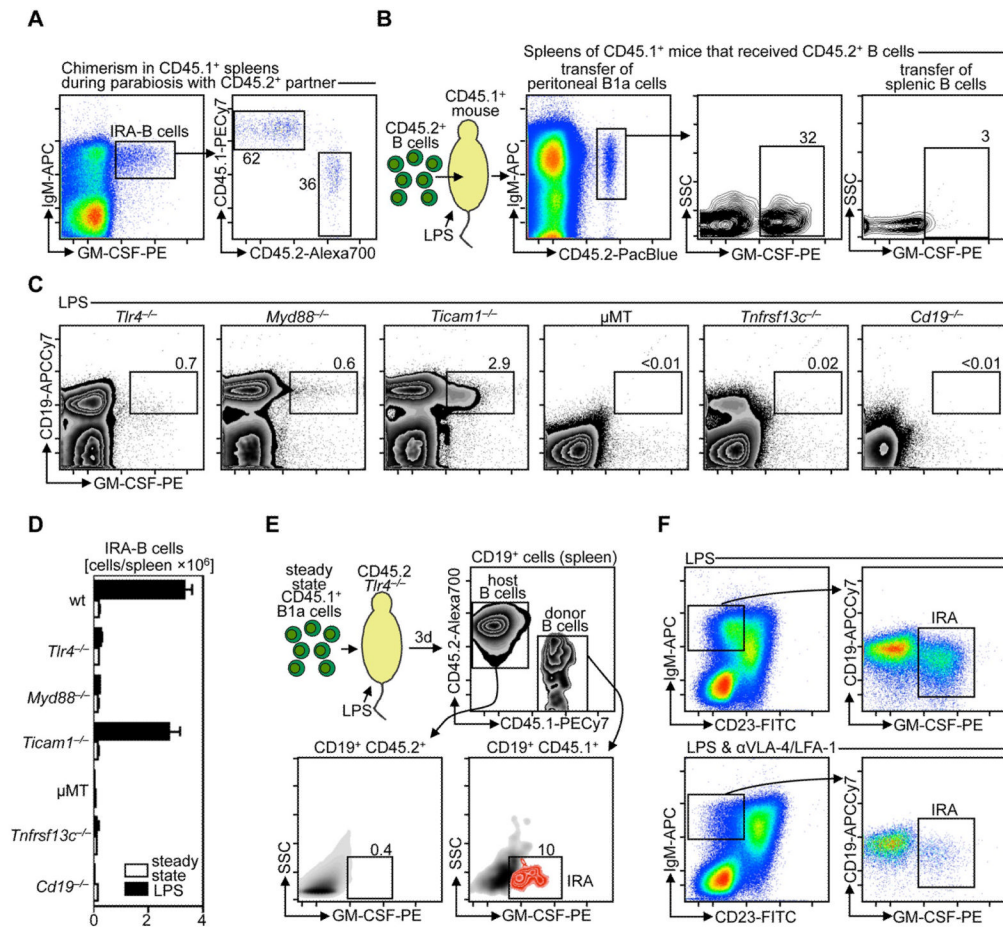 A
Chimerism in CD45.1⁺ spleens
during parabiosis with CD45.2⁺ partner
IgM-APC
IRA-B cells
GM-CSF-PE
CD45.1-PECy7
62
36
CD45.2-Alexa700
B
Spleens of CD45.1⁺ mice that received CD45.2⁺ B cells
CD45.2⁺
B cells
CD45.1⁺
mouse
LPS
transfer of
peritoneal B1a cells
IgM-APC
CD45.2-PacBlue
32
SSC
GM-CSF-PE
transfer of
splenic B cells
3
SSC
GM-CSF-PE
C
LPS
Tlr4⁻/⁻
Myd88⁻/⁻
Ticam1⁻/⁻
µMT
Tnfrsf13c⁻/⁻
Cd19⁻/⁻
CD19-APCCy7
0.7
0.6
2.9
<0.01
0.02
<0.01
GM-CSF-PE
D
IRA-B cells
[cells/spleen ×10⁶]
wt
Tlr4⁻/⁻
Myd88⁻/⁻
Ticam1⁻/⁻
µMT
Tnfrsf13c⁻/⁻
Cd19⁻/⁻
steady
state
LPS
0 2 4
E
steady
state
CD45.1⁺
B1a cells
CD45.2
Tlr4⁻/⁻
LPS
3d
CD19⁺ cells (spleen)
CD45.2-Alexa700
host
B cells
donor
B cells
CD45.1-PECy7
CD19⁺ CD45.2⁺
SSC
0.4
GM-CSF-PE
CD19⁺ CD45.1⁺
SSC
10
IRA
GM-CSF-PE
F
LPS
IgM-APC
CD23-FITC
CD19-APCCy7
IRA
GM-CSF-PE
LPS & αVLA-4/LFA-1
IgM-APC
CD23-FITC
CD19-APCCy7
IRA
GM-CSF-PE